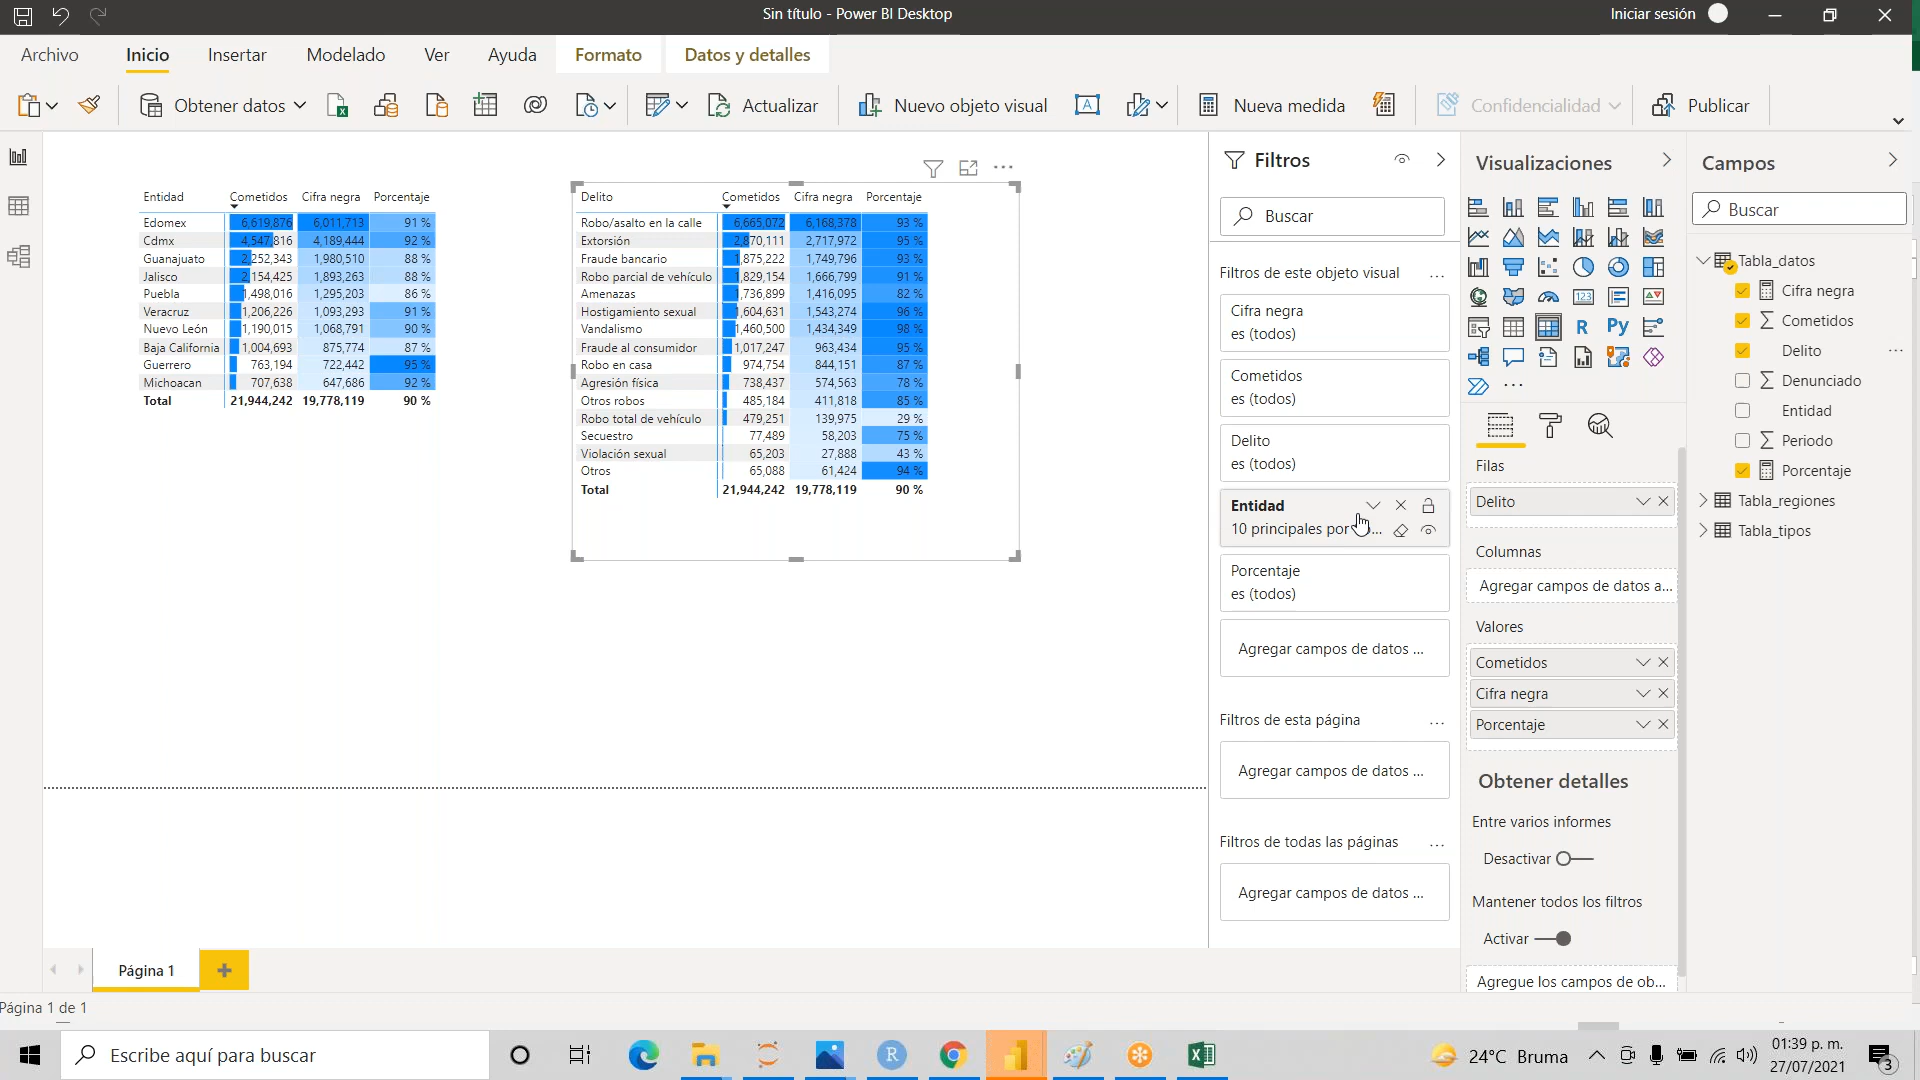 Sin título - Power BI Desktop
Iniciar sesión
Archivo Inicio Insertar Modelado Ver Ayuda Formato Datos y detalles
Obtener datos Actualizar Nuevo objeto visual Nueva medida Confidencialidad Publicar
Entidad Cometidos Cifra negra Porcentaje
Edomex 6,619,876 6,011,713 91 %
Cdmx 4,547,816 4,189,444 92 %
Guanajuato 2,252,343 1,980,510 88 %
Jalisco 2,154,425 1,893,263 88 %
Puebla 1,498,016 1,295,203 86 %
Veracruz 1,206,226 1,093,293 91 %
Nuevo León 1,190,015 1,068,791 90 %
Baja California 1,004,693 875,774 87 %
Guerrero 763,194 722,442 95 %
Michoacan 707,638 647,686 92 %
Total 21,944,242 19,778,119 90 %
Delito Cometidos Cifra negra Porcentaje
Robo/asalto en la calle 6,665,072 6,168,378 93 %
Extorsión 2,870,111 2,717,972 95 %
Fraude bancario 1,875,222 1,749,796 93 %
Robo parcial de vehículo 1,829,154 1,666,799 91 %
Amenazas 1,736,899 1,416,095 82 %
Hostigamiento sexual 1,604,631 1,543,274 96 %
Vandalismo 1,460,500 1,434,349 98 %
Fraude al consumidor 1,017,247 963,434 95 %
Robo en casa 974,754 844,151 87 %
Agresión física 738,437 574,563 78 %
Otros robos 485,184 411,818 85 %
Robo total de vehículo 479,251 139,975 29 %
Secuestro 77,489 58,203 75 %
Violación sexual 65,203 27,888 43 %
Otros 65,088 61,424 94 %
Total 21,944,242 19,778,119 90 %
Filtros
Buscar
Filtros de este objeto visual ...
Cifra negra
es (todos)
Cometidos
es (todos)
Delito
es (todos)
Entidad
10 principales por
Porcentaje
es (todos)
Agregar campos de datos ...
Filtros de esta página ...
Agregar campos de datos ...
Filtros de todas las páginas ...
Agregar campos de datos ...
Visualizaciones
R Py
123
...
Filas
Delito
Columnas
Agregar campos de datos a...
Valores
Cometidos
Cifra negra
Porcentaje
Obtener detalles
Entre varios informes
Desactivar
Mantener todos los filtros
Activar
Agregue los campos de ob...
Campos
Buscar
Tabla_datos
Cifra negra
Cometidos
Delito ...
Denunciado
Entidad
Periodo
Porcentaje
Tabla_regiones
Tabla_tipos
Página 1
Página 1 de 1
Escribe aquí para buscar
24°C Bruma
01:39 p. m.
27/07/2021
3